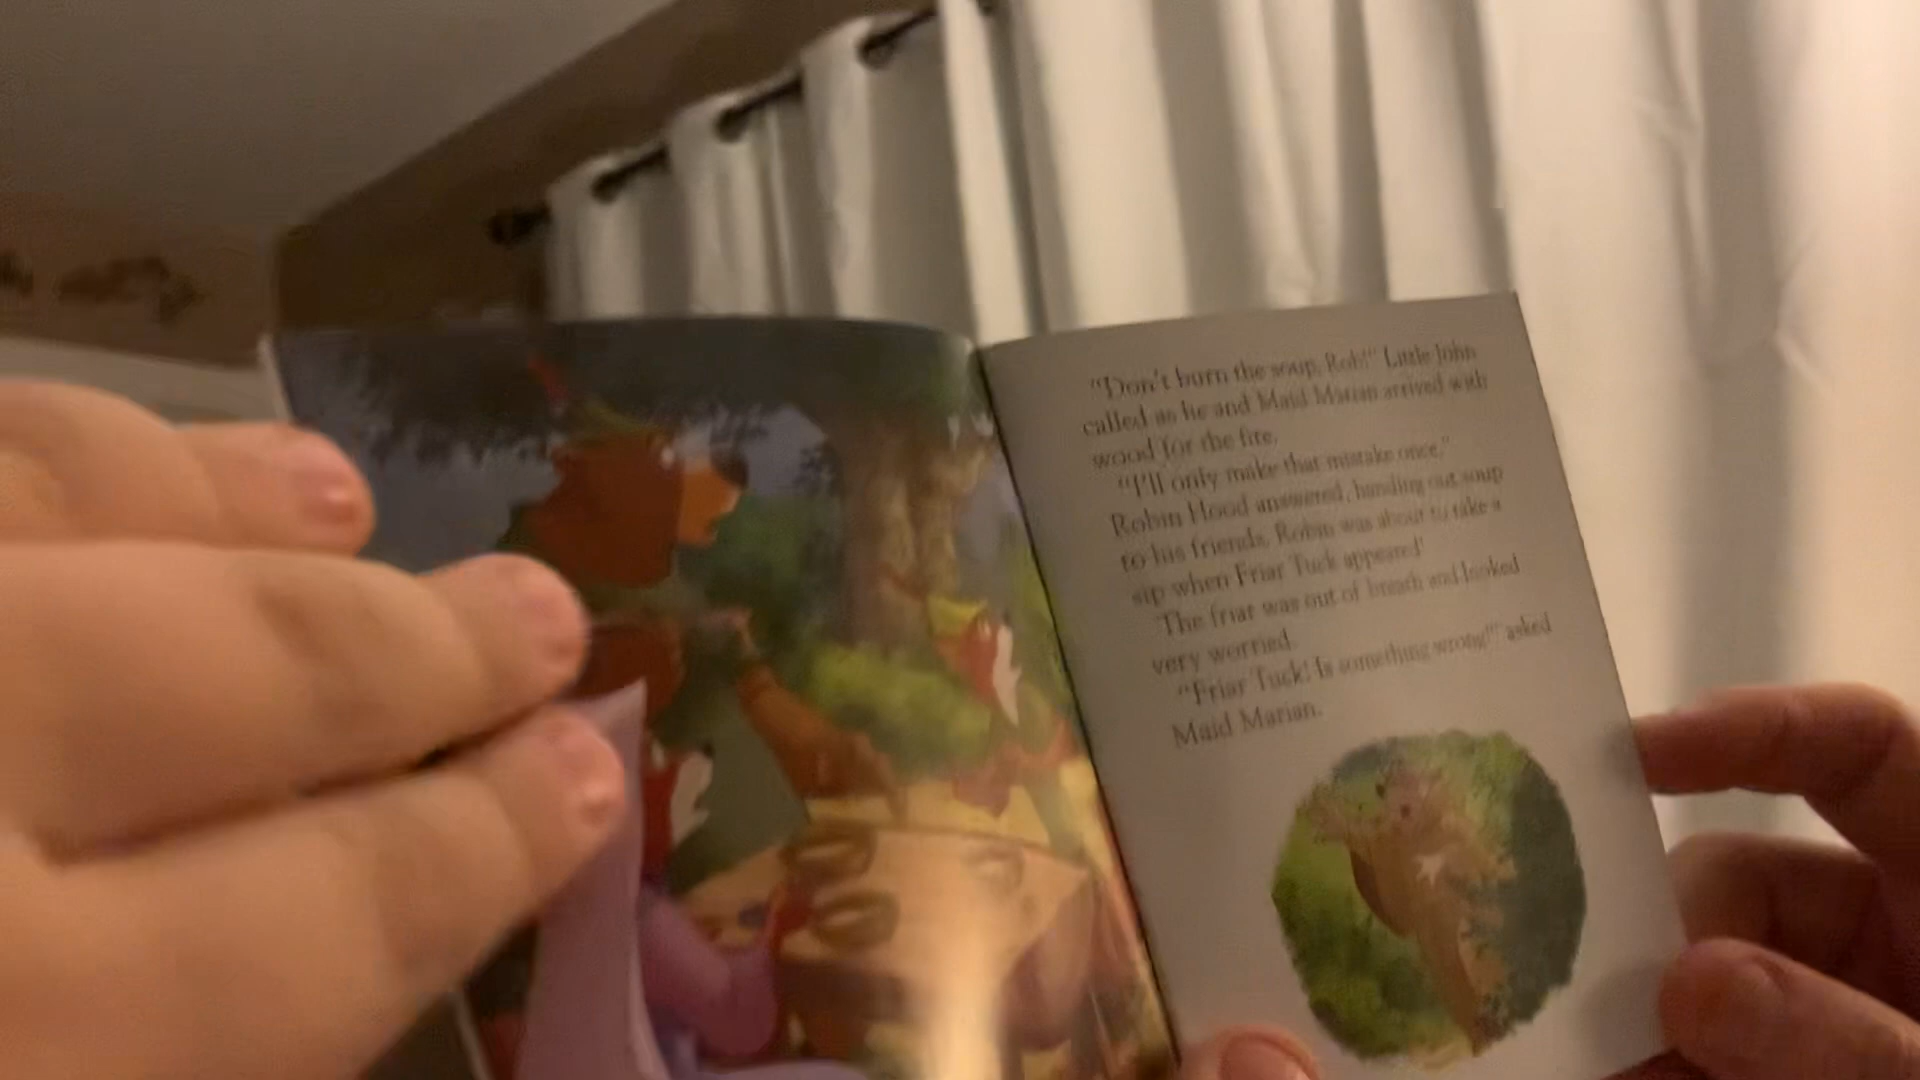 "Don't burn the soup, Rob!" Little John
called as he and Maid Marian arrived with
wood for the fire.
"I'll only make that mistake once,"
Robin Hood answered, handing out soup
to his friends. Robin was about to take a
sip when Friar Tuck appeared!
The friar was out of breath and looked
very worried.
"Friar Tuck! Is something wrong?" asked
Maid Marian.